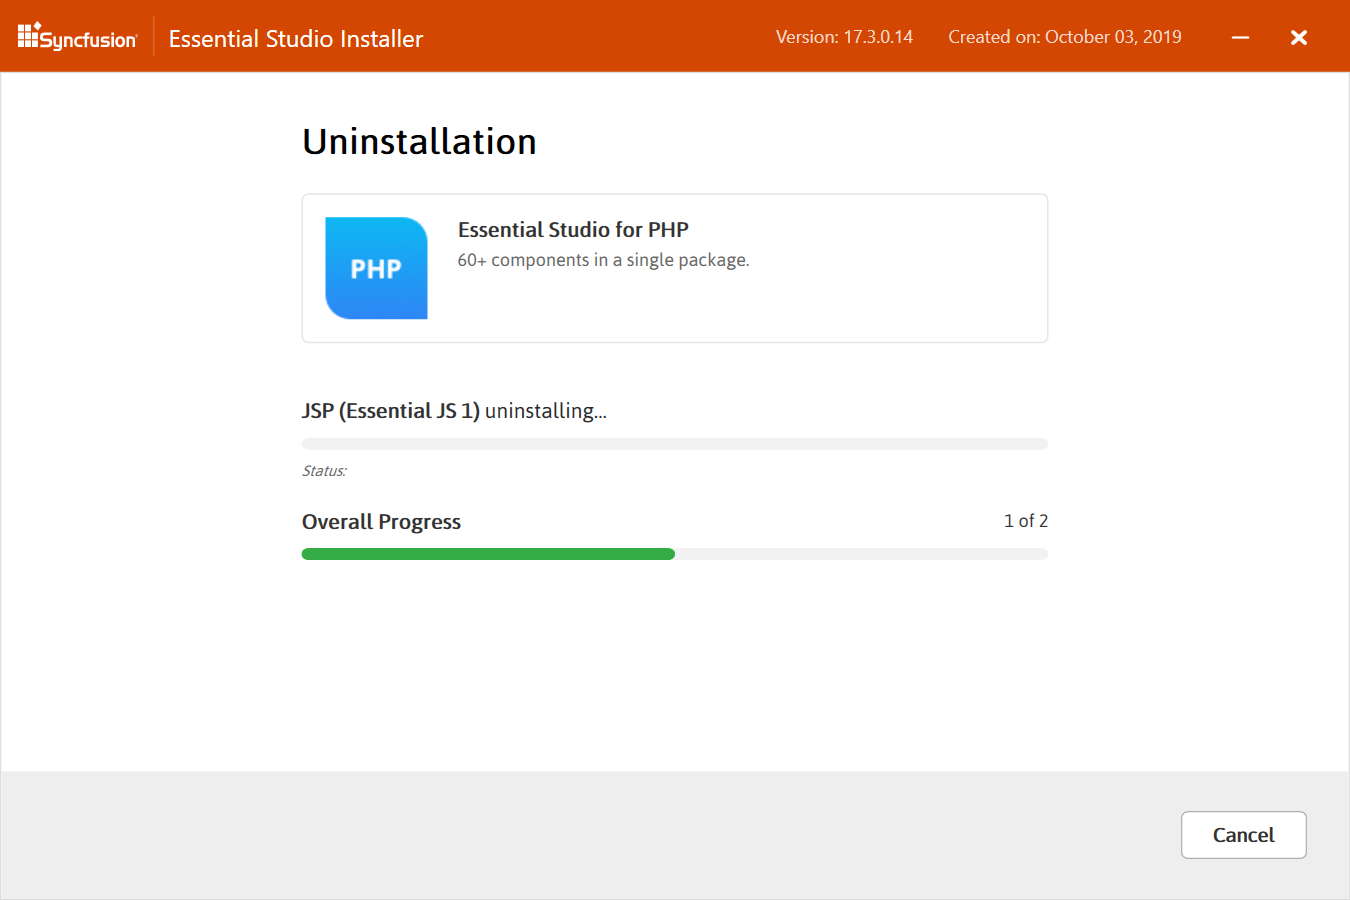 Syncfusion
Essential Studio Installer
Version: 17.3.0.14
Created on: October 03, 2019
Uninstallation
PHP
Essential Studio for PHP
60+ components in a single package.
JSP (Essential JS 1) uninstalling...
Status:
Overall Progress
1 of 2
Cancel